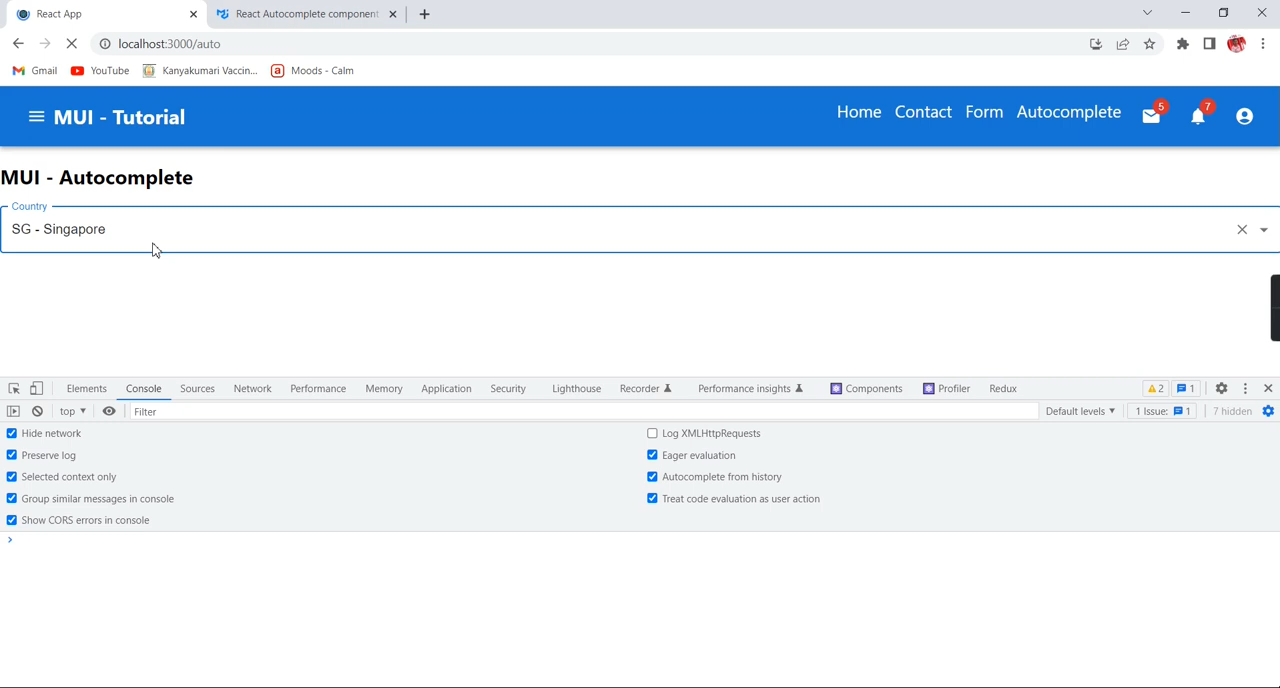 React App
React Autocomplete component
localhost:3000/auto
Gmail
YouTube
Kanyakumari Vaccin...
Moods - Calm
MUI - Tutorial
Home
Contact
Form
Autocomplete
5
7
MUI - Autocomplete
Country
SG - Singapore
Elements
Console
Sources
Network
Performance
Memory
Application
Security
Lighthouse
Recorder
Performance insights
Components
Profiler
Redux
2
1
top
Filter
Default levels
1 Issue:
1
7 hidden
Hide network
Log XMLHttpRequests
Preserve log
Eager evaluation
Selected context only
Autocomplete from history
Group similar messages in console
Treat code evaluation as user action
Show CORS errors in console